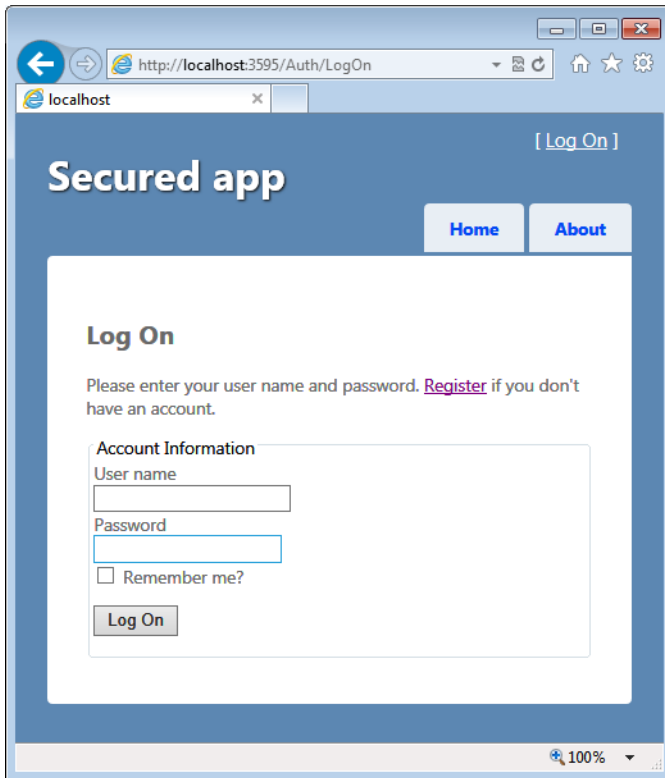 http://localhost:3595/Auth/LogOn
localhost
[ Log On ]
Secured app
Home
About
Log On
Please enter your user name and password. Register if you don't
have an account.
Account Information
User name
Password
Remember me?
Log On
100%